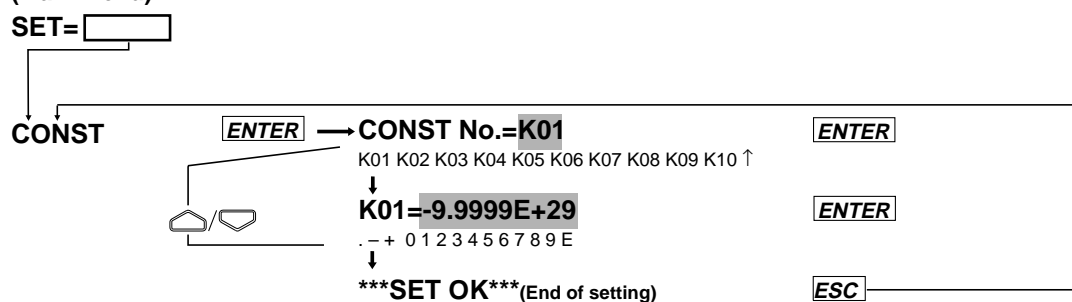 SET=
CONST ENTER CONST No.=K01 ENTER
K01 K02 K03 K04 K05 K06 K07 K08 K09 K10 ↑
K01=-9.9999E+29 ENTER
. – + 0 1 2 3 4 5 6 7 8 9 E
/
***SET OK***(End of setting) ESC